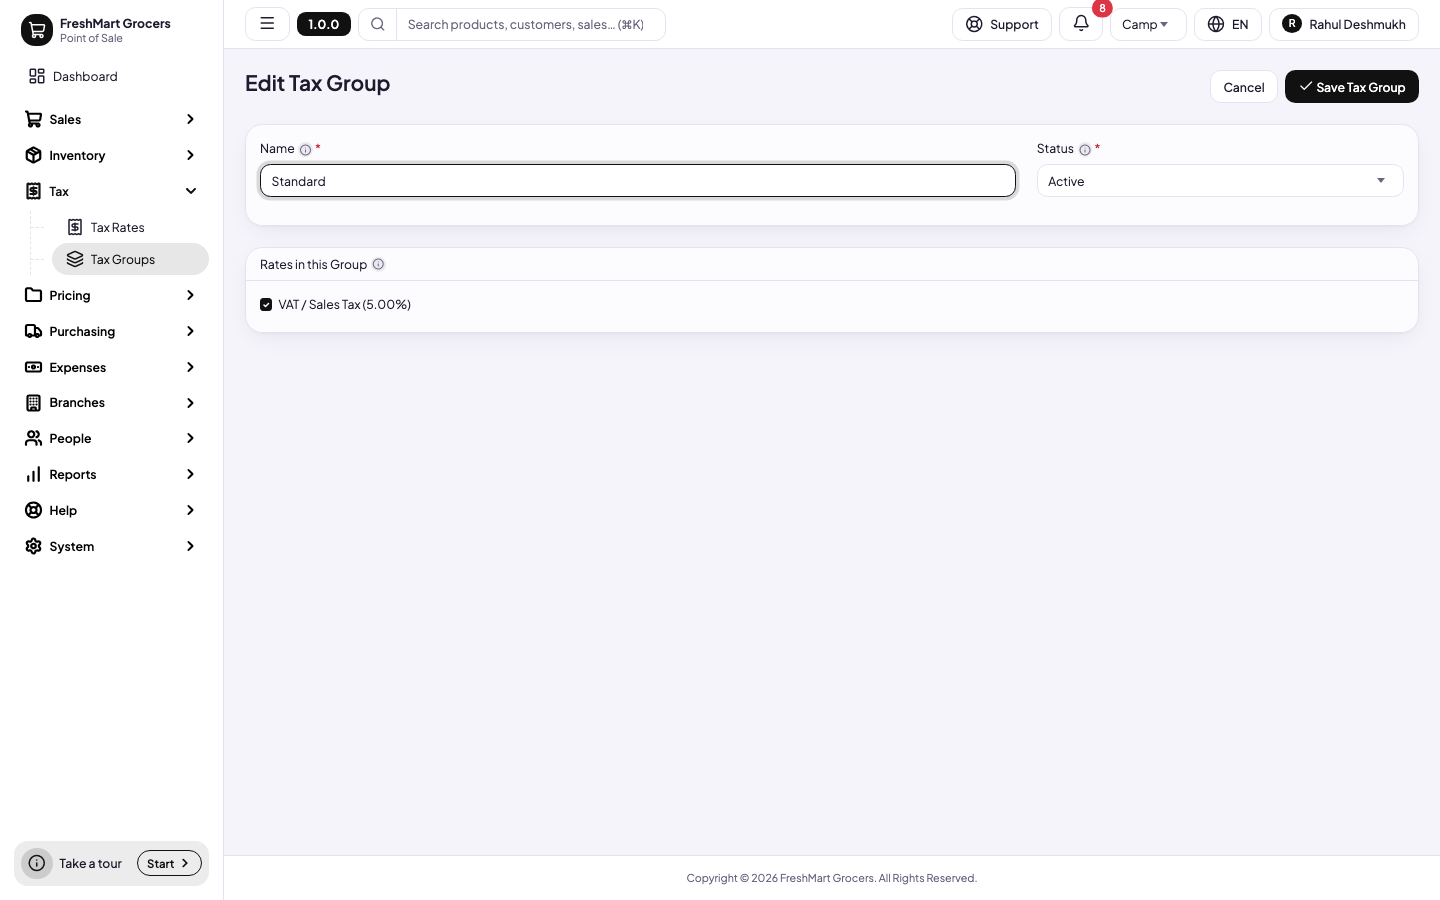 FreshMart Grocers
Point of Sale
Dashboard
Sales
Inventory
Tax
Tax Rates
Tax Groups
Pricing
Purchasing
Expenses
Branches
People
Reports
Help
System
Take a tour
Start
1.0.0
Search products, customers, sales... (⌘K)
Support
8
Camp
EN
R
Rahul Deshmukh
Edit Tax Group
Cancel
Save Tax Group
Name *
Standard
Status *
Active
Rates in this Group
VAT / Sales Tax (5.00%)
Copyright © 2026 FreshMart Grocers. All Rights Reserved.